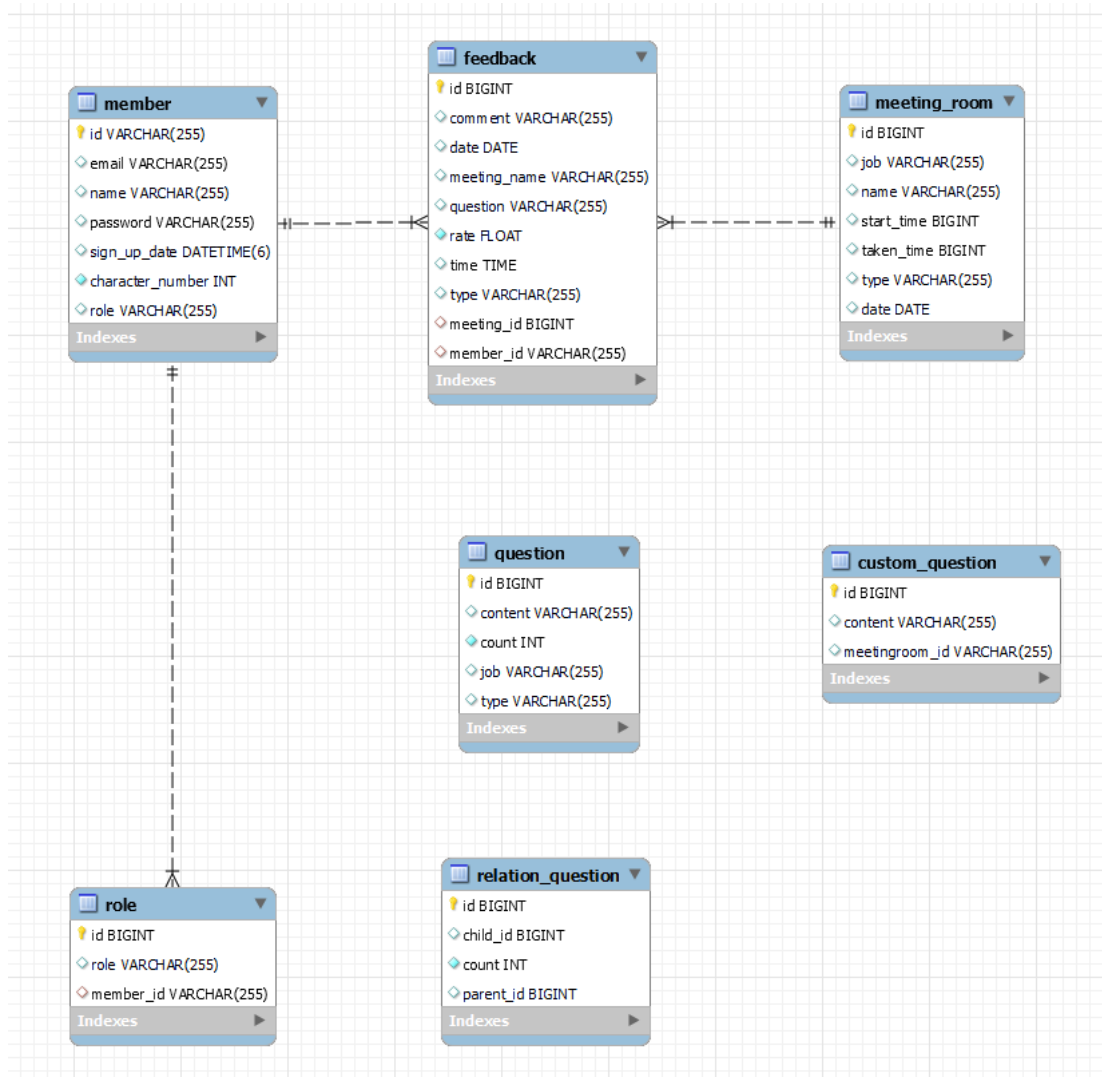 member
id VARCHAR(255)
email VARCHAR(255)
name VARCHAR(255)
password VARCHAR(255)
sign_up_date DATETIME(6)
character_number INT
role VARCHAR(255)
Indexes
feedback
id BIGINT
comment VARCHAR(255)
date DATE
meeting_name VARCHAR(255)
question VARCHAR(255)
rate FLOAT
time TIME
type VARCHAR(255)
meeting_id BIGINT
member_id VARCHAR(255)
Indexes
meeting_room
id BIGINT
job VARCHAR(255)
name VARCHAR(255)
start_time BIGINT
taken_time BIGINT
type VARCHAR(255)
date DATE
Indexes
question
id BIGINT
content VARCHAR(255)
count INT
job VARCHAR(255)
type VARCHAR(255)
Indexes
custom_question
id BIGINT
content VARCHAR(255)
meetingroom_id VARCHAR(255)
Indexes
role
id BIGINT
role VARCHAR(255)
member_id VARCHAR(255)
Indexes
relation_question
id BIGINT
child_id BIGINT
count INT
parent_id BIGINT
Indexes